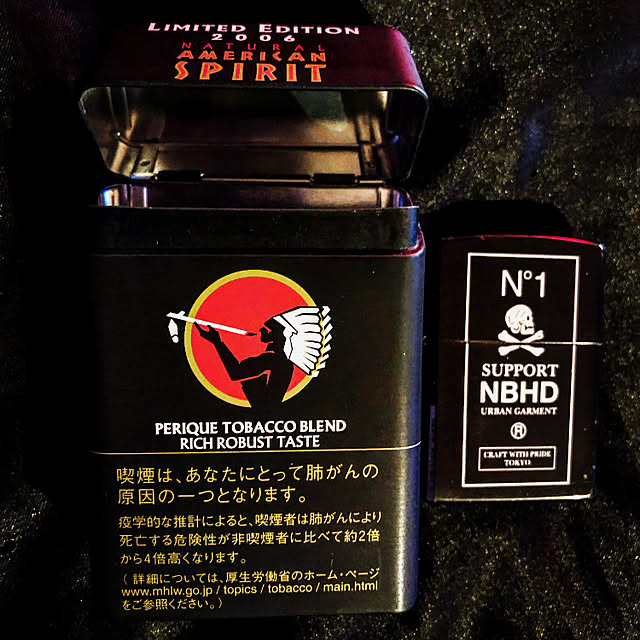 LIMITED EDITION
2006
NATURAL
AMERICAN
SPIRIT
PERIQUE TOBACCO BLEND
RICH ROBUST TASTE
喫煙は、あなたにとって肺がんの
原因の一つとなります。
疫学的な推計によると、喫煙者は肺がんにより
死亡する危険性が非喫煙者に比べて約2倍
から4倍高くなります。
(詳細については、厚生労働省のホーム・ページ
www.mhlw.go.jp/topics/tobacco/main.html
をご参照ください。)
N°1
SUPPORT
NBHD
URBAN GARMENT
®
CRAFT WITH PRIDE
TOKYO